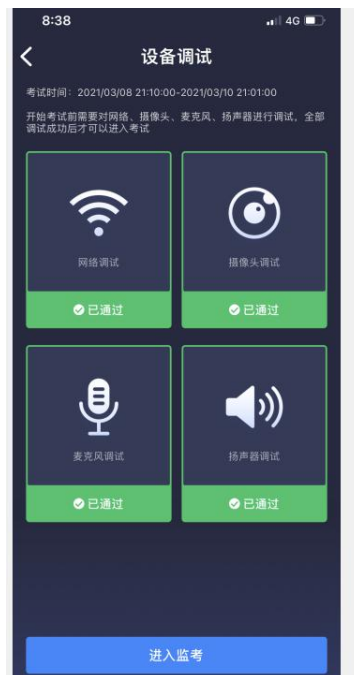 8:38
4G
设备调试
考试时间：2021/03/08 21:10:00-2021/03/10 21:01:00
开始考试前需要对网络、摄像头、麦克风、扬声器进行调试，全部
调试成功后才可以进入考试
网络调试
摄像头调试
已通过
已通过
麦克风调试
扬声器调试
已通过
已通过
进入监考